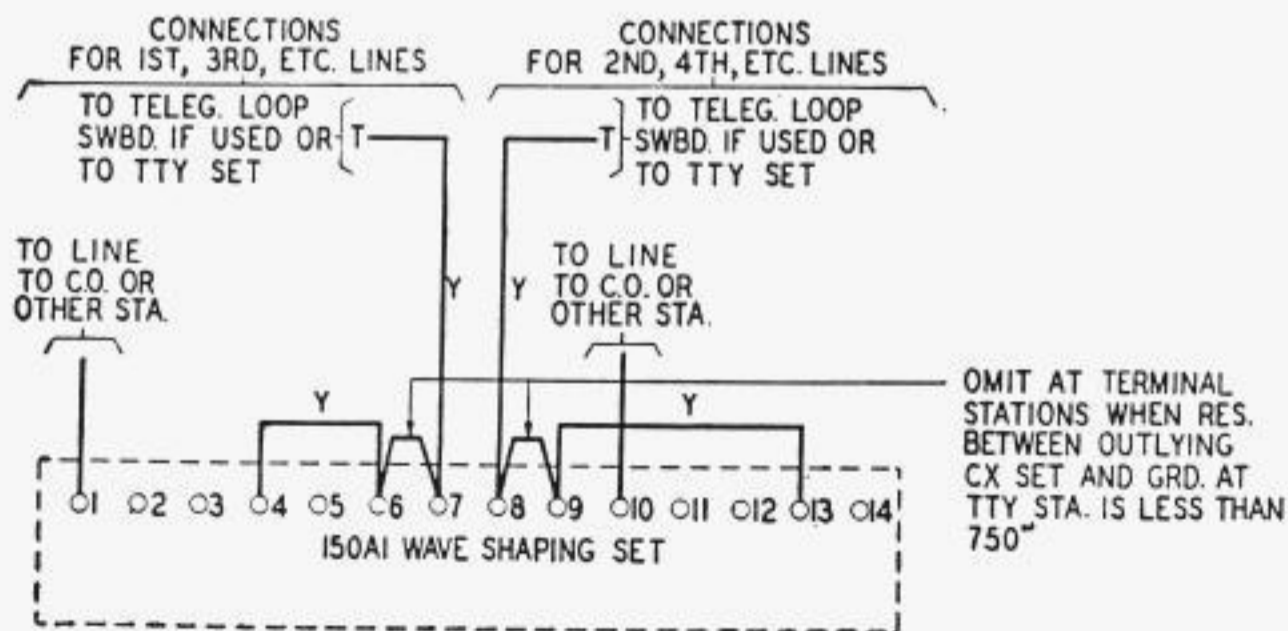 CONNECTIONS
FOR 1ST, 3RD, ETC. LINES
CONNECTIONS
FOR 2ND, 4TH, ETC. LINES
TO TELEG. LOOP
SWBD. IF USED OR
TO TTY SET
T
T
TO TELEG. LOOP
SWBD. IF USED OR
TO TTY SET
TO LINE
TO C.O. OR
OTHER STA.
Y
Y
TO LINE
TO C.O. OR
OTHER STA.
Y
Y
OMIT AT TERMINAL
STATIONS WHEN RES.
BETWEEN OUTLYING
CX SET AND GRD. AT
TTY STA. IS LESS THAN
750ω
1 2 3 4 5 6 7 8 9 10 11 12 13 14
150A1 WAVE SHAPING SET